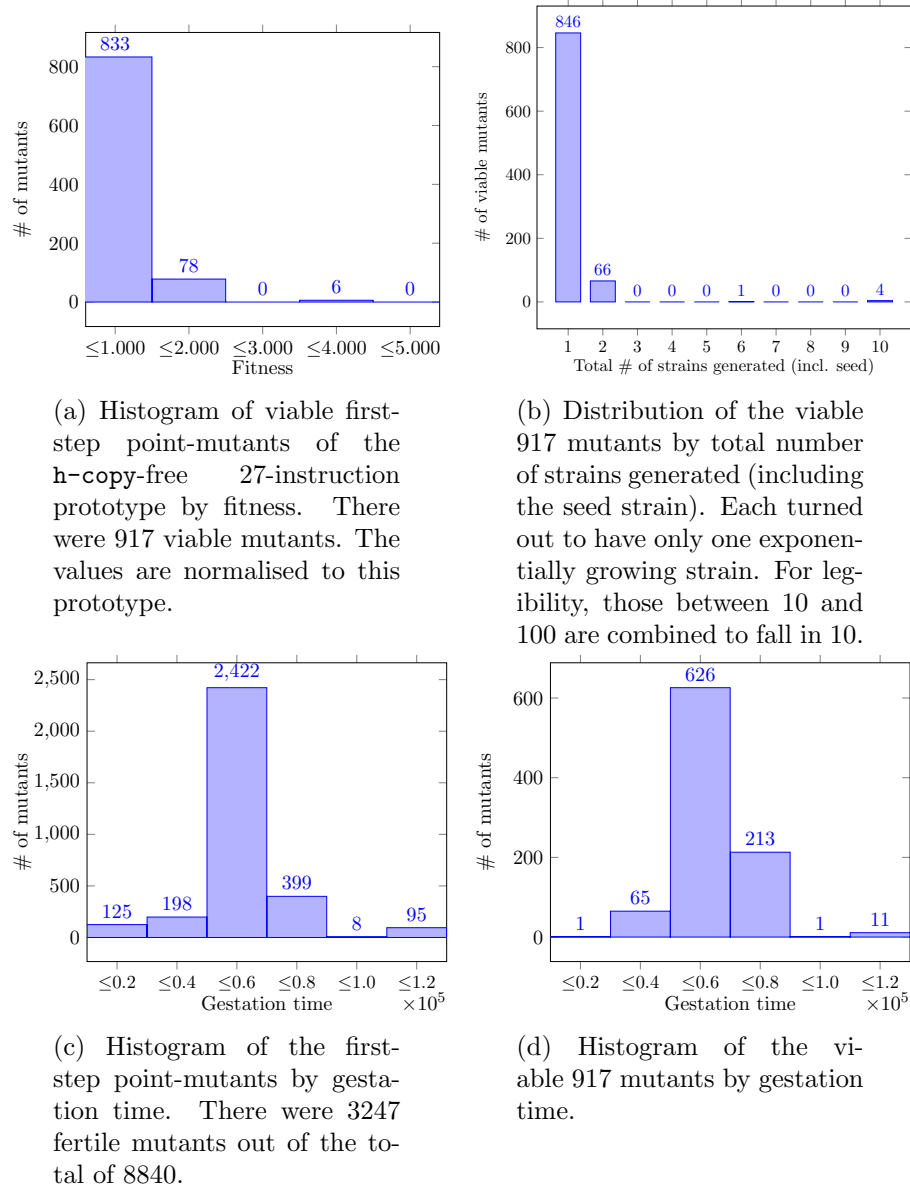 833
800
600
400
200
0
# of mutants
78
0
6
0
≤1.000 ≤2.000 ≤3.000 ≤4.000 ≤5.000
Fitness
(a) Histogram of viable first-
step point-mutants of the
h-copy-free 27-instruction
prototype by fitness. There
were 917 viable mutants. The
values are normalised to this
prototype.
846
800
600
400
200
0
# of viable mutants
66
0
0
0
1
0
0
0
4
1 2 3 4 5 6 7 8 9 10
Total # of strains generated (incl. seed)
(b) Distribution of the viable
917 mutants by total number
of strains generated (including
the seed strain). Each turned
out to have only one exponen-
tially growing strain. For leg-
ibility, those between 10 and
100 are combined to fall in 10.
2,500
2,000
1,500
1,000
500
0
# of mutants
125
198
2,422
399
8
95
≤0.2 ≤0.4 ≤0.6 ≤0.8 ≤1.0 ≤1.2
Gestation time
×10⁵
(c) Histogram of the first-
step point-mutants by gesta-
tion time. There were 3247
fertile mutants out of the to-
tal of 8840.
600
400
200
0
# of mutants
1
65
626
213
1
11
≤0.2 ≤0.4 ≤0.6 ≤0.8 ≤1.0 ≤1.2
Gestation time
×10⁵
(d) Histogram of the vi-
able 917 mutants by gestation
time.